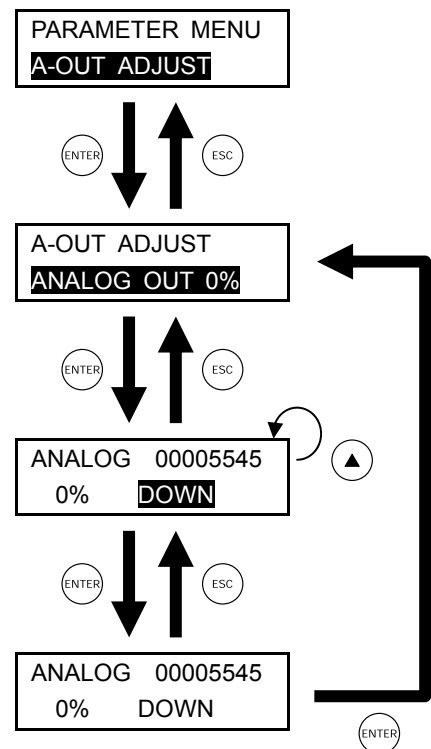 PARAMETER MENU
A-OUT ADJUST
ENTER
ESC
A-OUT ADJUST
ANALOG OUT 0%
ENTER
ESC
ANALOG 00005545
0% DOWN
ENTER
ESC
ANALOG 00005545
0% DOWN
ENTER